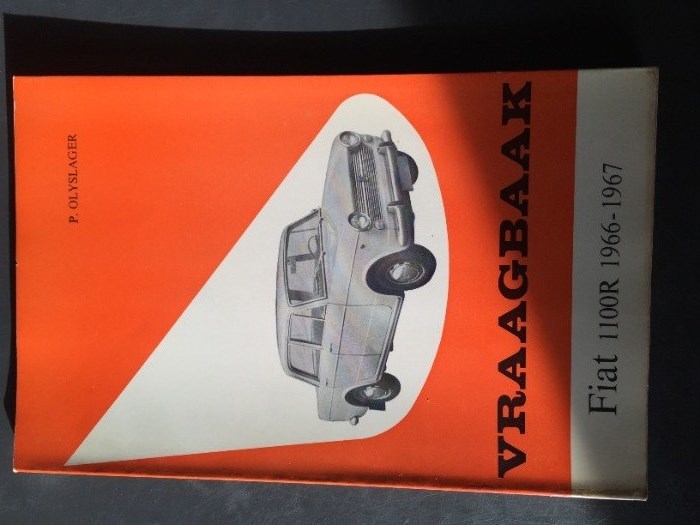 P. OLYSLAGER
VRAAGBAAK
Fiat 1100R 1966-1967